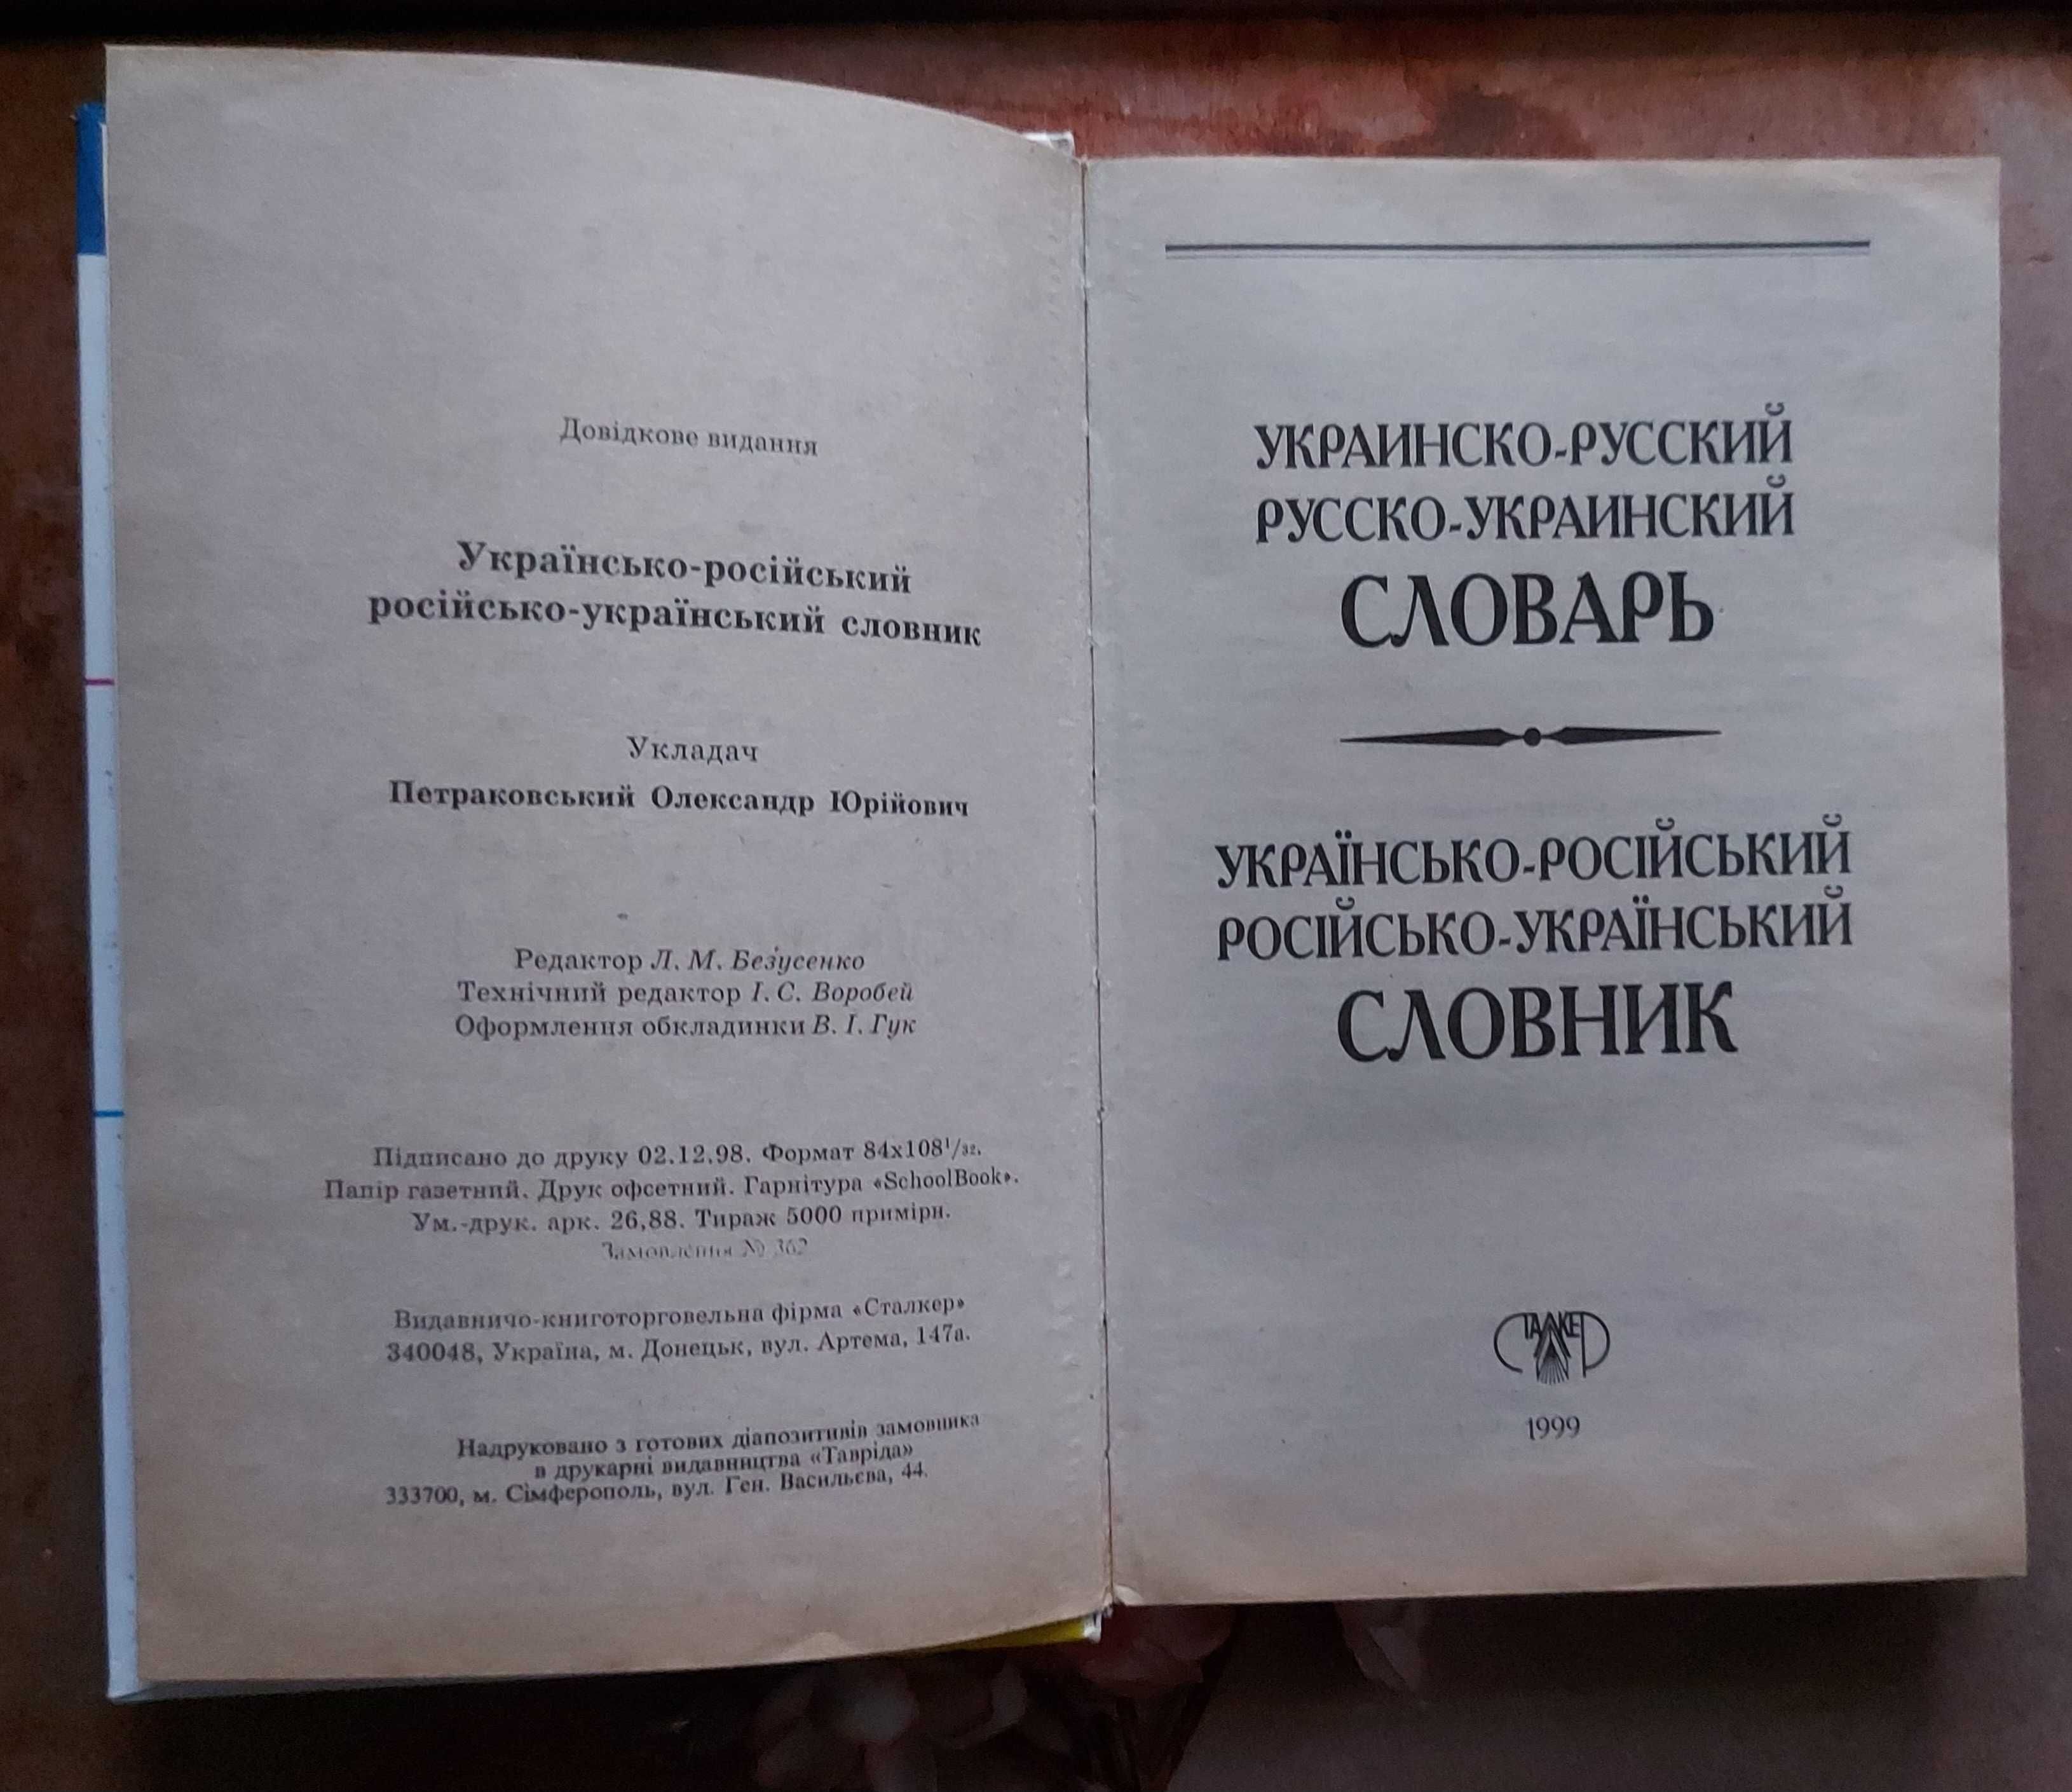 Довідкове видання
Українсько-російський
російсько-український словник
Укладач
Петраковський Олександр Юрійович
Редактор Л. М. Безусенко
Технічний редактор І. С. Воробей
Оформлення обкладинки В. І. Гук
Підписано до друку 02.12.98. Формат 84x108¹/₃₂.
Папір газетний. Друк офсетний. Гарнітура «SchoolBook».
Ум.-друк. арк. 26,88. Тираж 5000 примірн.
Замовлення № 362
Видавничо-книготорговельна фірма «Сталкер»
340048, Україна, м. Донецьк, вул. Артема, 147а.
Надруковано з готових діапозитивів замовника
в друкарні видавництва «Таврида»
333700, м. Сімферополь, вул. Ген. Васильєва, 44.
УКРАИНСКО-РУССКИЙ
РУССКО-УКРАИНСКИЙ
СЛОВАРЬ
УКРАЇНСЬКО-РОСІЙСЬКИЙ
РОСІЙСЬКО-УКРАЇНСЬКИЙ
СЛОВНИК
СТАЛКЕР
1999